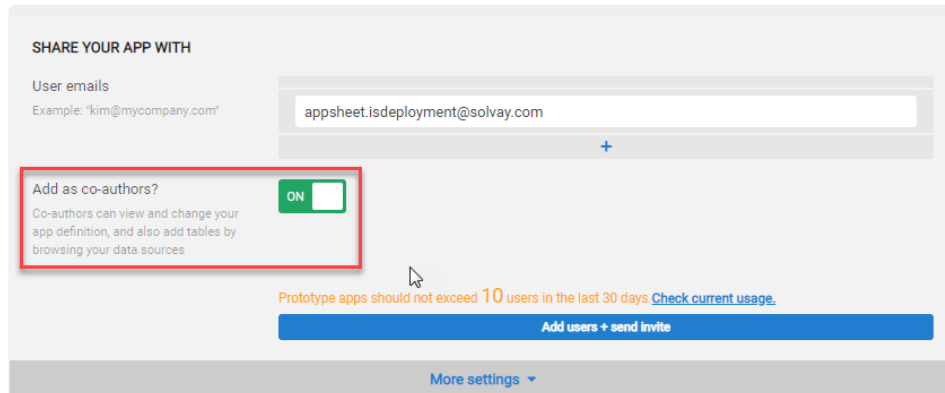 SHARE YOUR APP WITH
User emails
Example: "kim@mycompany.com"
appsheet.isdeployment@solvay.com
+
Add as co-authors?
ON
Co-authors can view and change your
app definition, and also add tables by
browsing your data sources
Prototype apps should not exceed 10 users in the last 30 days.Check current usage.
Add users + send invite
More settings